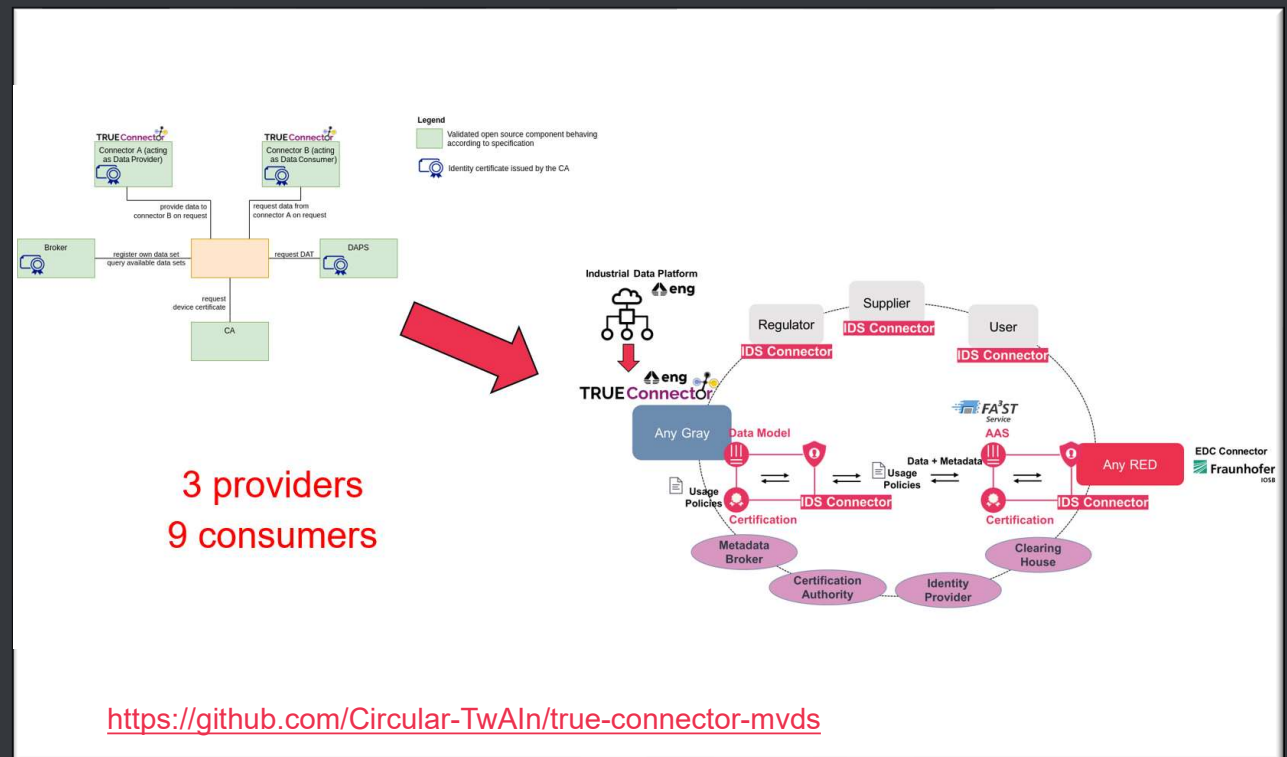 TRUEConnector
Connector A (acting
as Data Provider)
TRUEConnector
Connector B (acting
as Data Consumer)
Legend
Validated open source component behaving
according to specification
Identity certificate issued by the CA
provide data to
connector B on request
request data from
connector A on request
Broker
register own data set
query available data sets
request DAT
DAPS
request
device certificate
CA
3 providers
9 consumers
Industrial Data Platform
eng
eng
TRUEConnector
Regulator
IDS Connector
Supplier
IDS Connector
User
IDS Connector
Any Gray
Data Model
Usage
Policies
Certification
IDS Connector
Usage
Policies
Data + Metadata
FA³ST
Service
AAS
Certification
IDS Connector
Any RED
EDC Connector
Fraunhofer
IOSB
Metadata
Broker
Certification
Authority
Identity
Provider
Clearing
House
https://github.com/Circular-TwAIn/true-connector-mvds